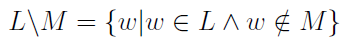 L\M = {w|w ∈ L ∧ w ∉ M}